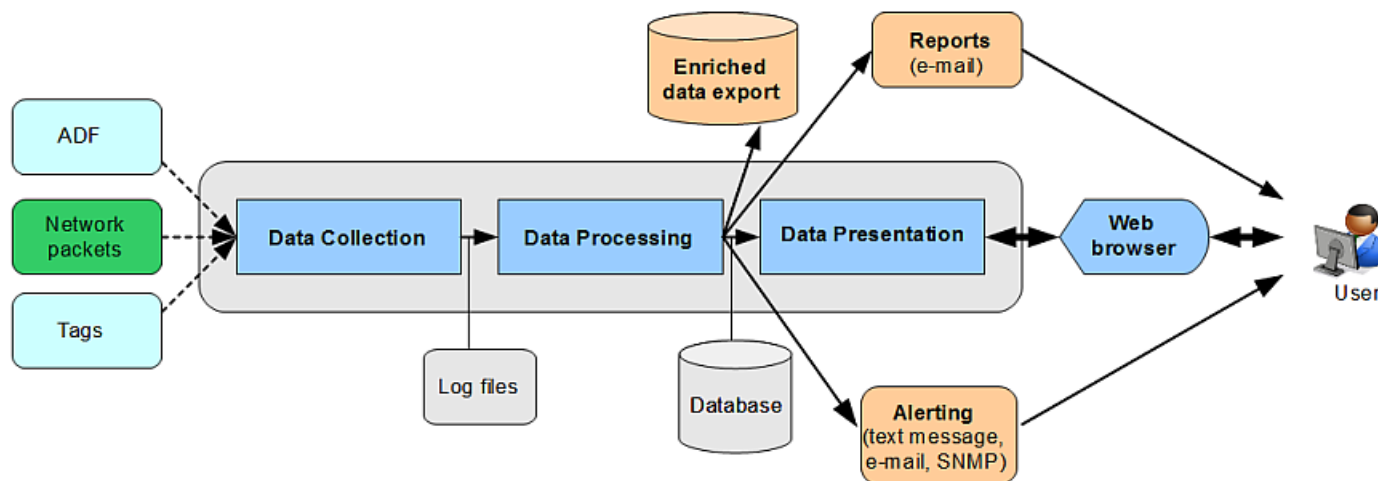 ADF
Network
packets
Tags
Data Collection
Data Processing
Data Presentation
Log files
Database
Enriched
data export
Reports
(e-mail)
Alerting
(text message,
e-mail, SNMP)
Web
browser
User